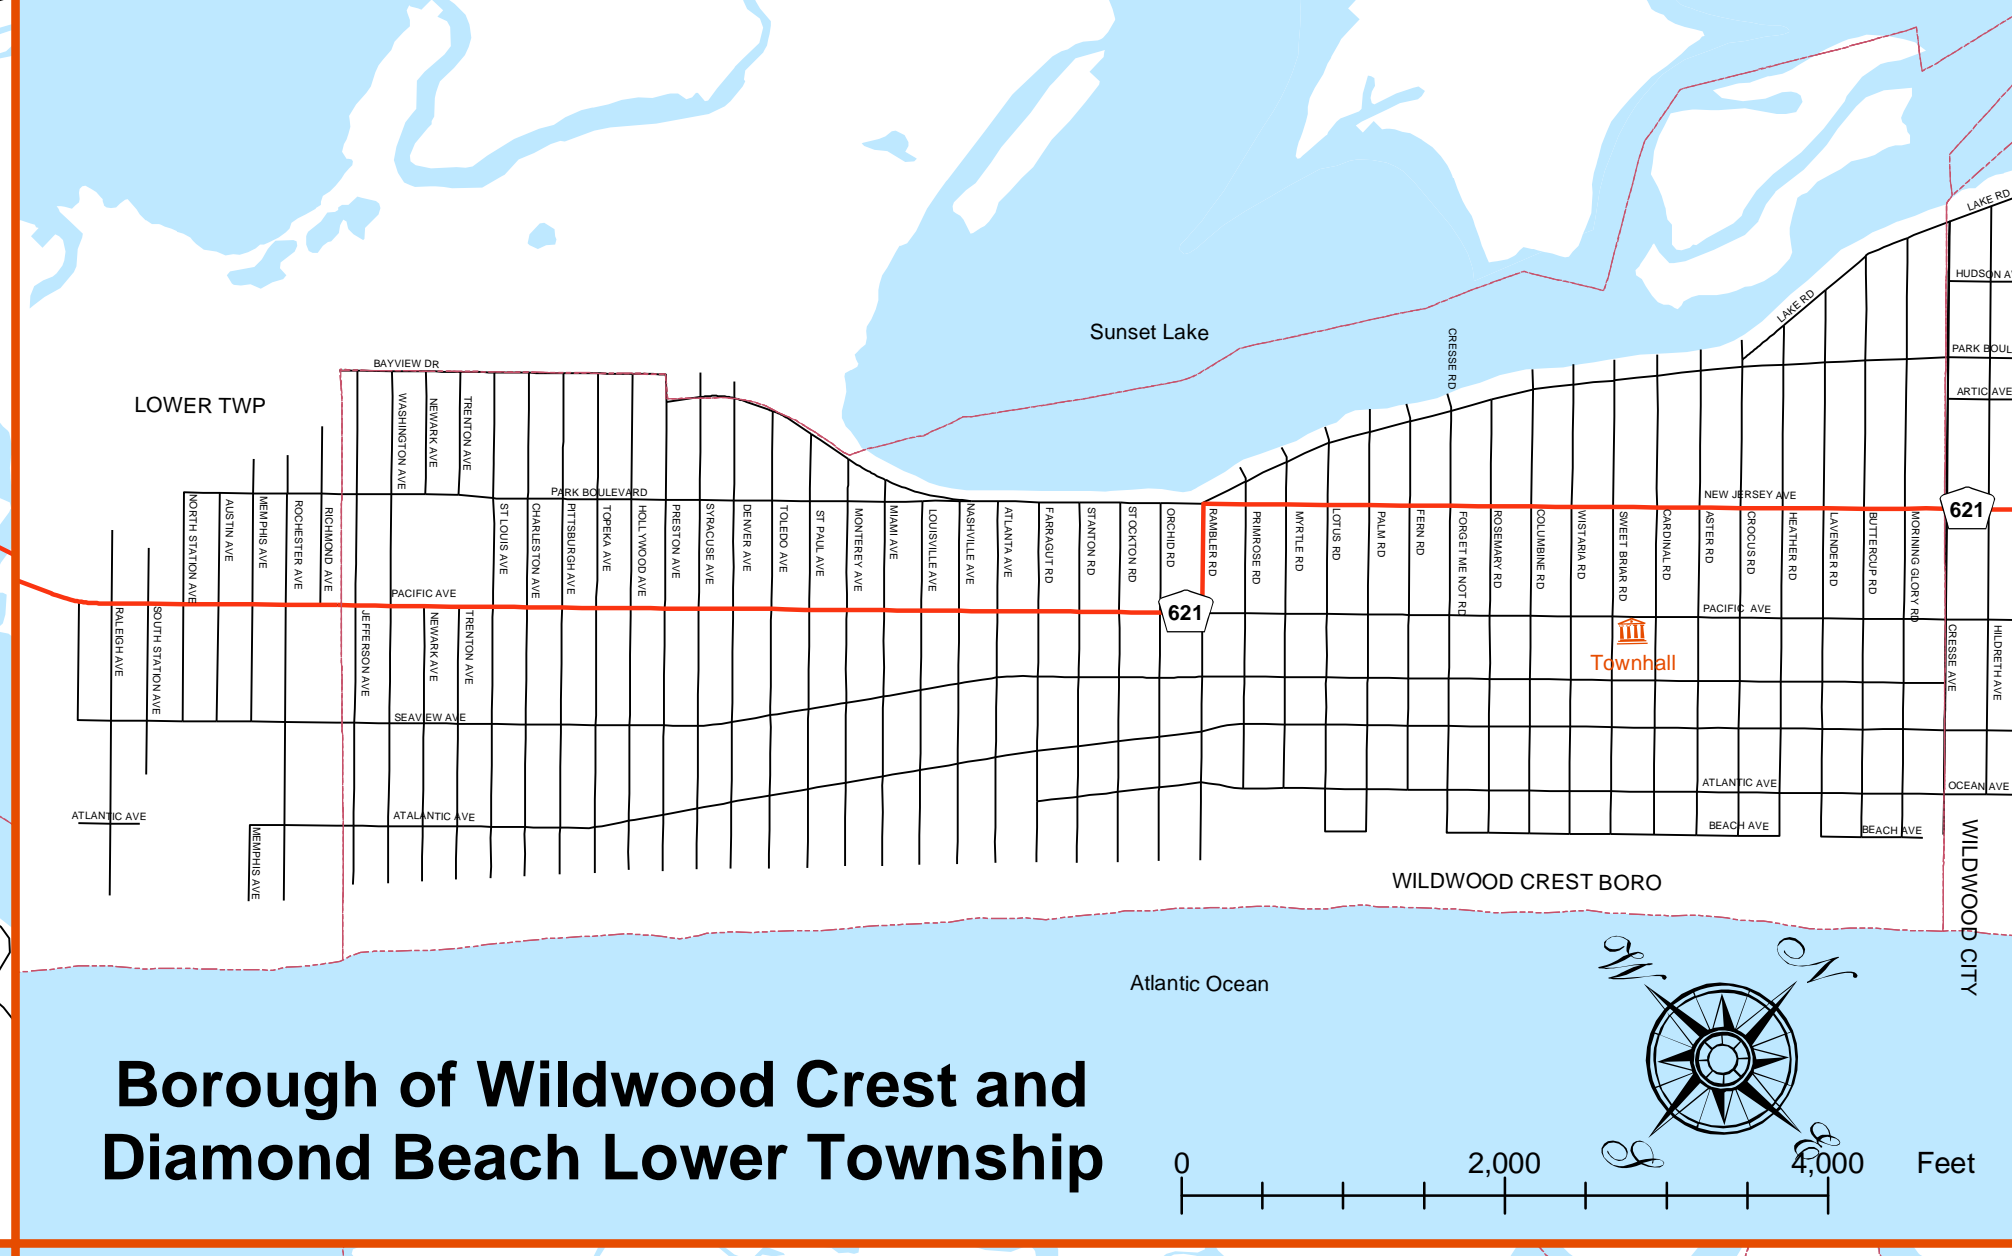 LAKE RD
HUDSON A
LAKE RD
Sunset Lake
CRESSE RD
PARK BOUL
BAYVIEW DR
ARTIC AVE
LOWER TWP
WASHINGTON AVE
NEWARK AVE
TRENTON AVE
PARK BOULEVARD
NEW JERSEY AVE
621
NORTH STATION AVE
AUSTIN AVE
MEMPHIS AVE
ROCHESTER AVE
RICHMOND AVE
ST LOUIS AVE
CHARLESTON AVE
PITTSBURGH AVE
TOPEKA AVE
HOLLYWOOD AVE
PRESTON AVE
SYRACUSE AVE
DENVER AVE
TOLEDO AVE
ST PAUL AVE
MONTEREY AVE
MIAMI AVE
LOUISVILLE AVE
NASHVILLE AVE
ATLANTA AVE
FARRAGUT RD
STANTON RD
STOCKTON RD
ORCHID RD
RAMBLER RD
PRIMROSE RD
MYRTLE RD
LOTUS RD
PALM RD
FERN RD
FORGET ME NOT RD
ROSEMARY RD
COLUMBINE RD
WISTARIA RD
SWEET BRIAR RD
CARDINAL RD
ASTER RD
CROCUS RD
HEATHER RD
LAVENDER RD
BUTTERCUP RD
MORINING GLORY RD
PACIFIC AVE
621
PACIFIC AVE
RALEIGH AVE
SOUTH STATION AVE
JEFFERSON AVE
NEWARK AVE
TRENTON AVE
Townhall
CRESSE AVE
HILDRETH AVE
SEAVIEW AVE
ATLANTIC AVE
OCEAN AVE
ATLANTIC AVE
ATALANTIC AVE
BEACH AVE
BEACH AVE
MEMPHIS AVE
WILDWOOD CREST BORO
WILDWOOD CITY
Atlantic Ocean
W
N
S
E
Borough of Wildwood Crest and
Diamond Beach Lower Township
0
2,000
4,000
Feet